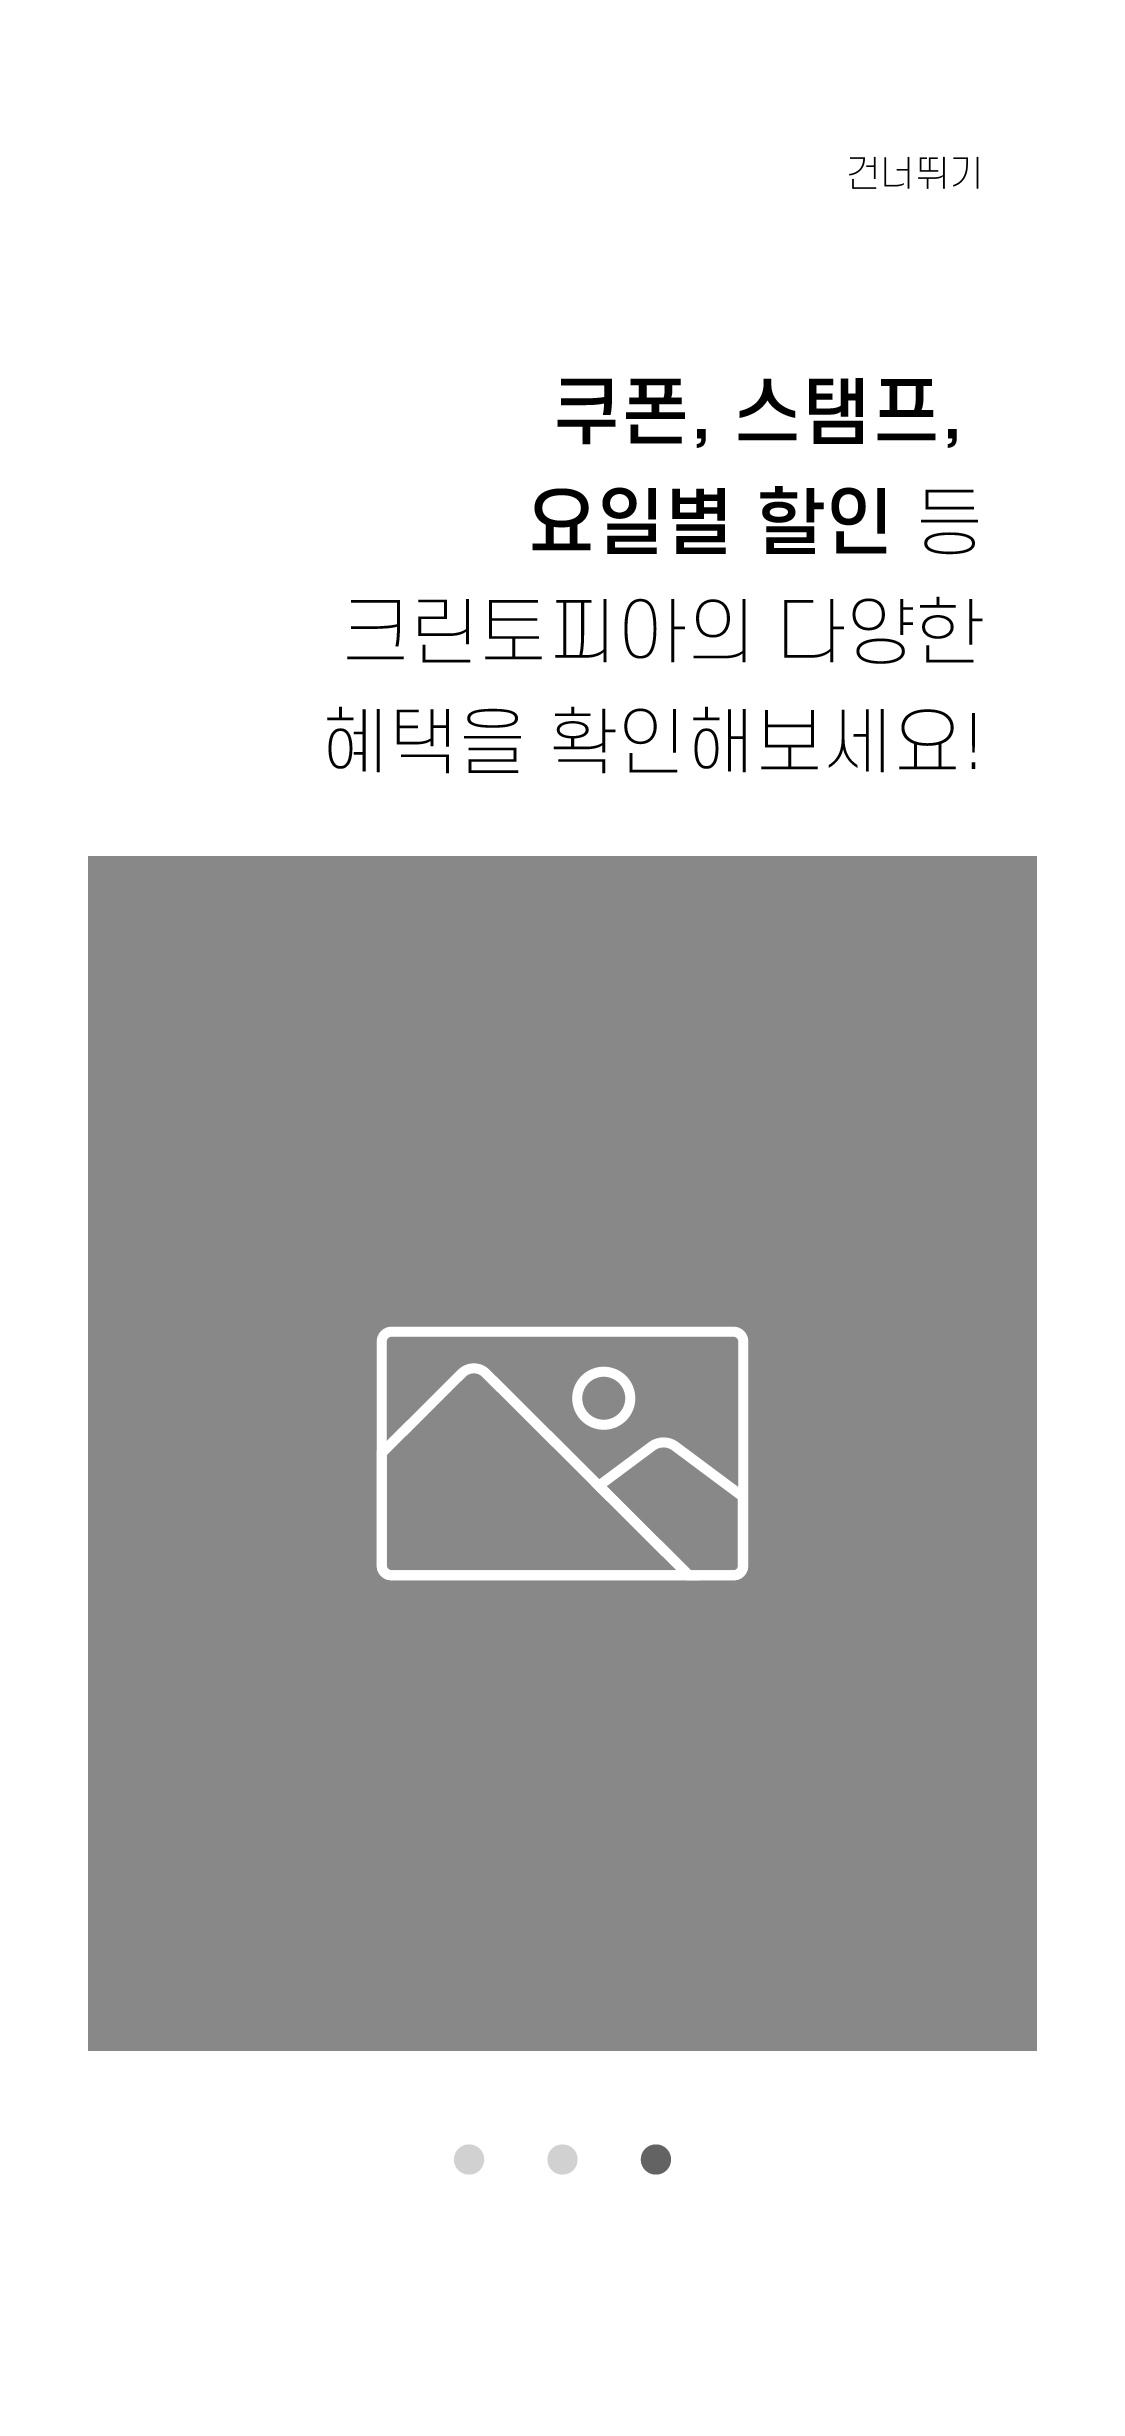 건너뛰기
쿠폰, 스탬프,
요일별 할인 등
크린토피아의 다양한
혜택을 확인해보세요!